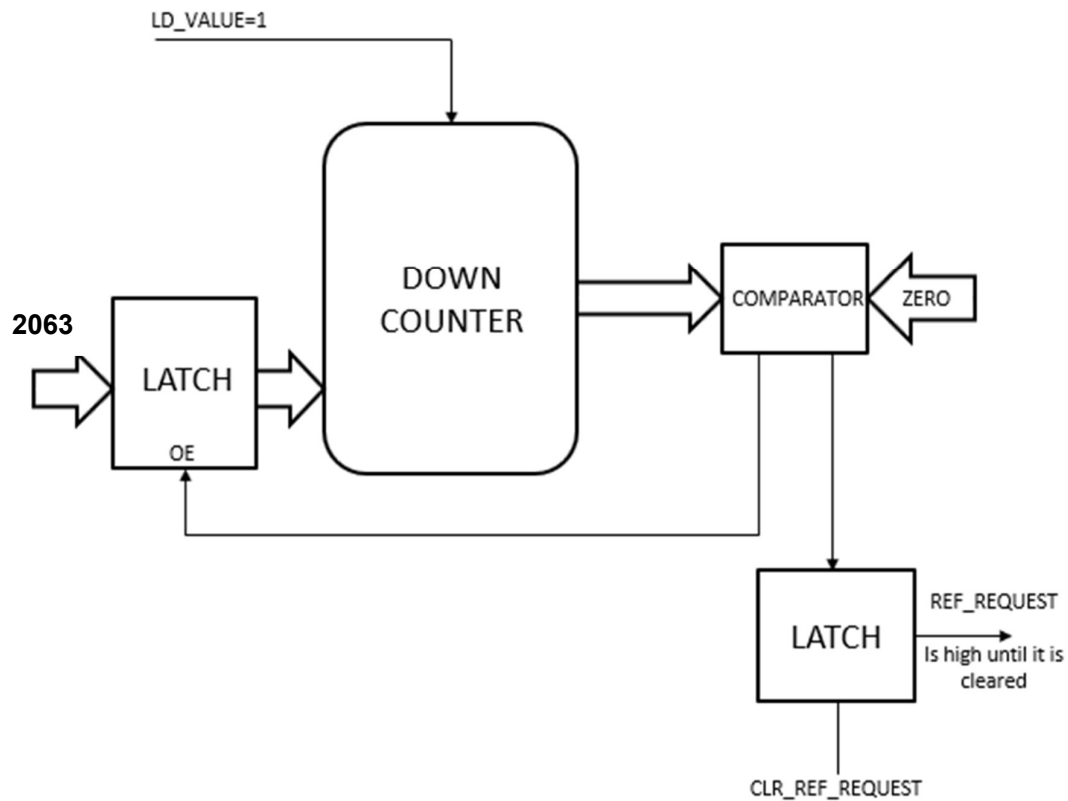 LD_VALUE=1
DOWN
COUNTER
COMPARATOR
ZERO
2063
LATCH
OE
LATCH
REF_REQUEST
Is high until it is
cleared
CLR_REF_REQUEST